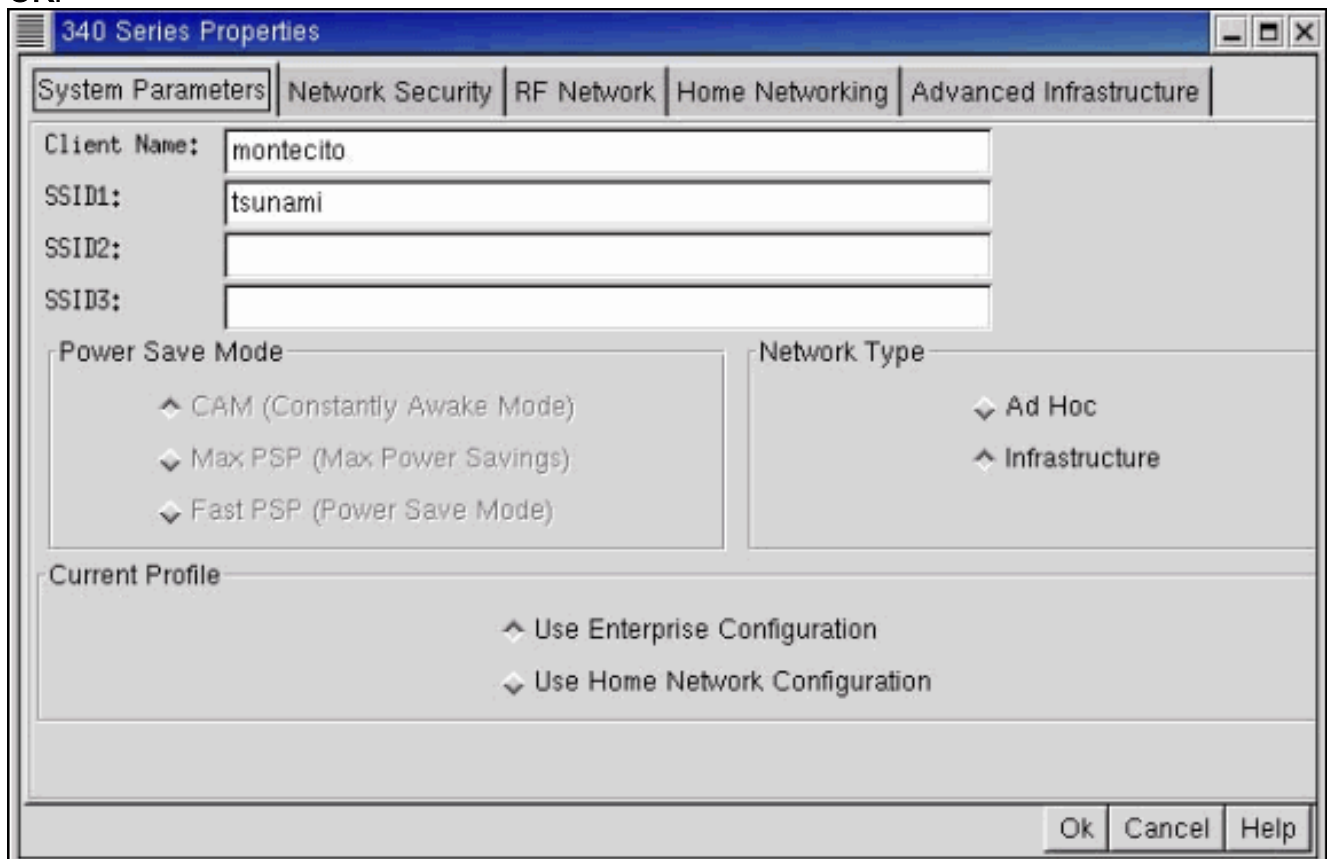 340 Series Properties
System Parameters Network Security RF Network Home Networking Advanced Infrastructure
Client Name: montecito
SSID1: tsunami
SSID2:
SSID3:
Power Save Mode
CAM (Constantly Awake Mode)
Max PSP (Max Power Savings)
Fast PSP (Power Save Mode)
Network Type
Ad Hoc
Infrastructure
Current Profile
Use Enterprise Configuration
Use Home Network Configuration
Ok Cancel Help